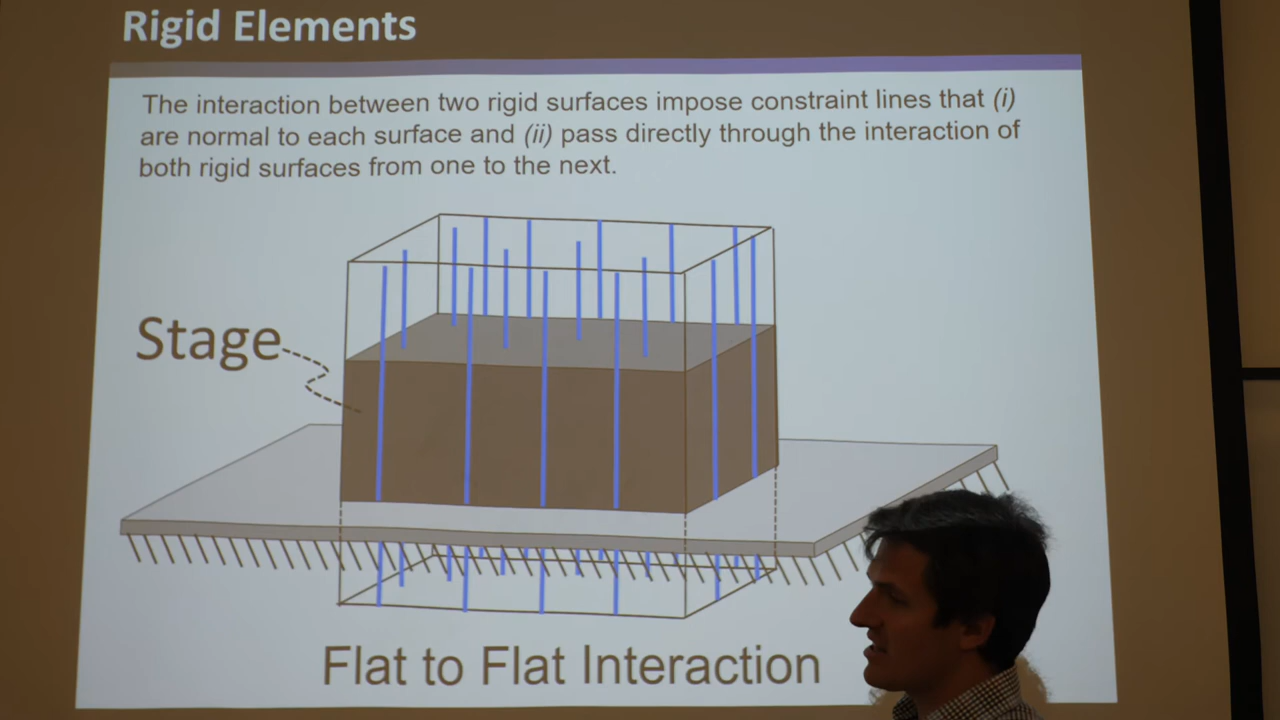 Rigid Elements
The interaction between two rigid surfaces impose constraint lines that (i)
are normal to each surface and (ii) pass directly through the interaction of
both rigid surfaces from one to the next.
Stage
Flat to Flat Interaction